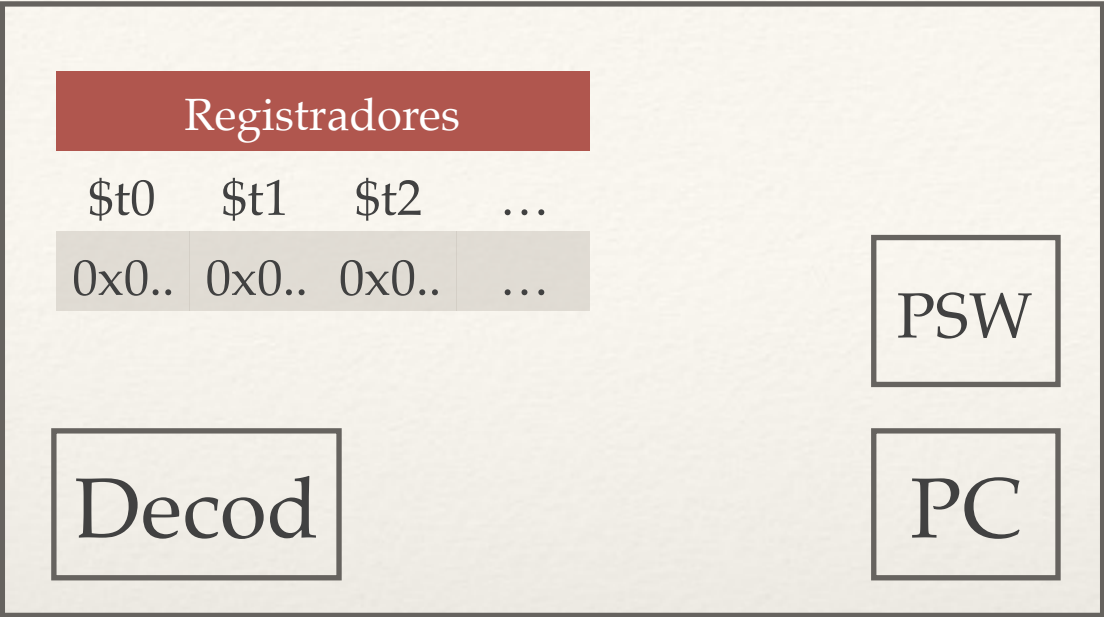 Registradores
$t0 $t1 $t2 …
0x0.. 0x0.. 0x0.. …
PSW
Decod PC